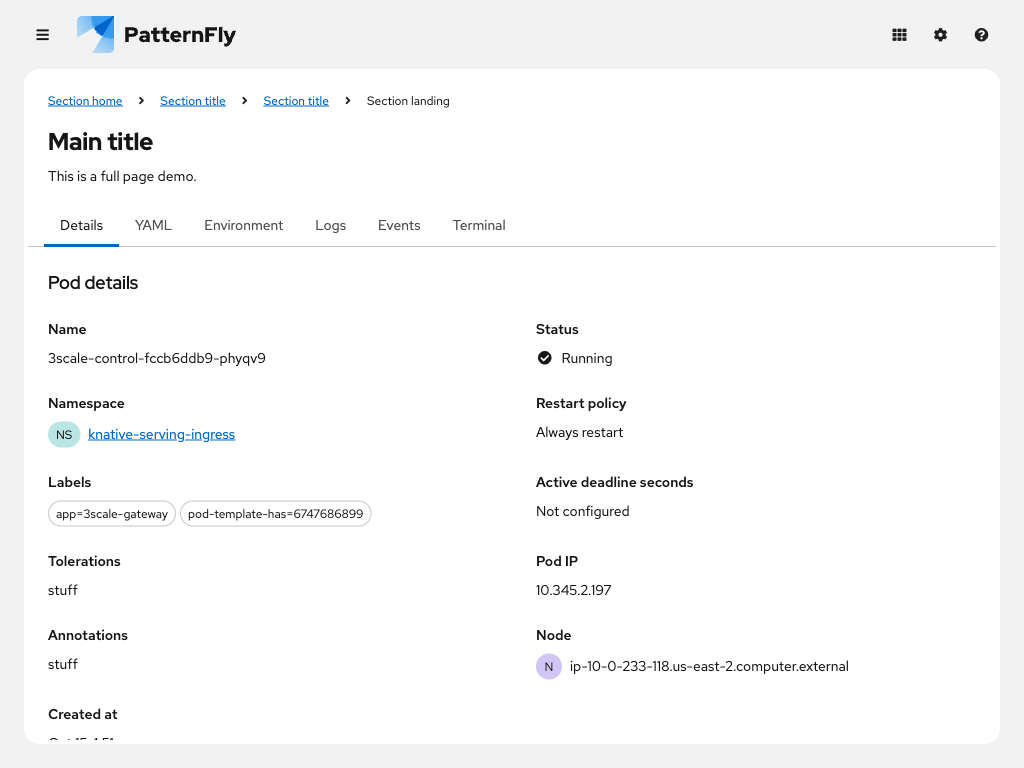 PatternFly
Section home Section title Section title Section landing
Main title
This is a full page demo.
Details YAML Environment Logs Events Terminal
Pod details
Name
3scale-control-fccb6ddb9-phyqv9
Status
Running
Namespace
NS knative-serving-ingress
Restart policy
Always restart
Labels
app=3scale-gateway pod-template-has=6747686899
Active deadline seconds
Not configured
Tolerations
stuff
Pod IP
10.345.2.197
Annotations
stuff
Node
N ip-10-0-233-118.us-east-2.computer.external
Created at